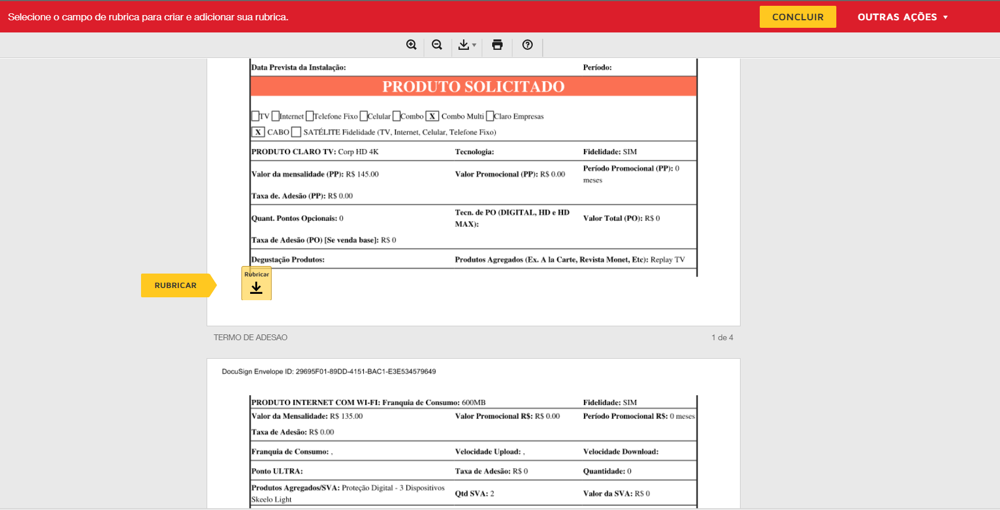 Selecione o campo de rubrica para criar e adicionar sua rubrica.
CONCLUIR
OUTRAS AÇÕES
Data Prevista da Instalação: Período:
PRODUTO SOLICITADO
TV Internet Telefone Fixo Celular Combo X Combo Multi Claro Empresas
X CABO SATÉLITE Fidelidade (TV, Internet, Celular, Telefone Fixo)
PRODUTO CLARO TV: Corp HD 4K Tecnologia: Fidelidade: SIM
Valor da mensalidade (PP): R$ 145.00 Valor Promocional (PP): R$ 0.00 Período Promocional (PP): 0
meses
Taxa de. Adesão (PP): R$ 0.00
Quant. Pontos Opcionais: 0 Tecn. de PO (DIGITAL, HD e HD
MAX): Valor Total (PO): R$ 0
Taxa de Adesão (PO) [Se venda base]: R$ 0
Degustação Produtos: Produtos Agregados (Ex. A la Carte, Revista Monet, Etc): Replay TV
RUBRICAR
Rubricar
TERMO DE ADESAO 1 de 4
DocuSign Envelope ID: 29695F01-89DD-4151-BAC1-E3E534579649
PRODUTO INTERNET COM WI-FI: Franquia de Consumo: 600MB Fidelidade: SIM
Valor da Mensalidade: R$ 135.00 Valor Promocional R$: R$ 0.00 Período Promocional R$: 0 meses
Taxa de Adesão: R$ 0.00
Franquia de Consumo: , Velocidade Upload: , Velocidade Download:
Ponto ULTRA: Taxa de Adesão: R$ 0 Quantidade: 0
Produtos Agregados/SVA: Proteção Digital - 3 Dispositivos
Skeelo Light Qtd SVA: 2 Valor da SVA: R$ 0